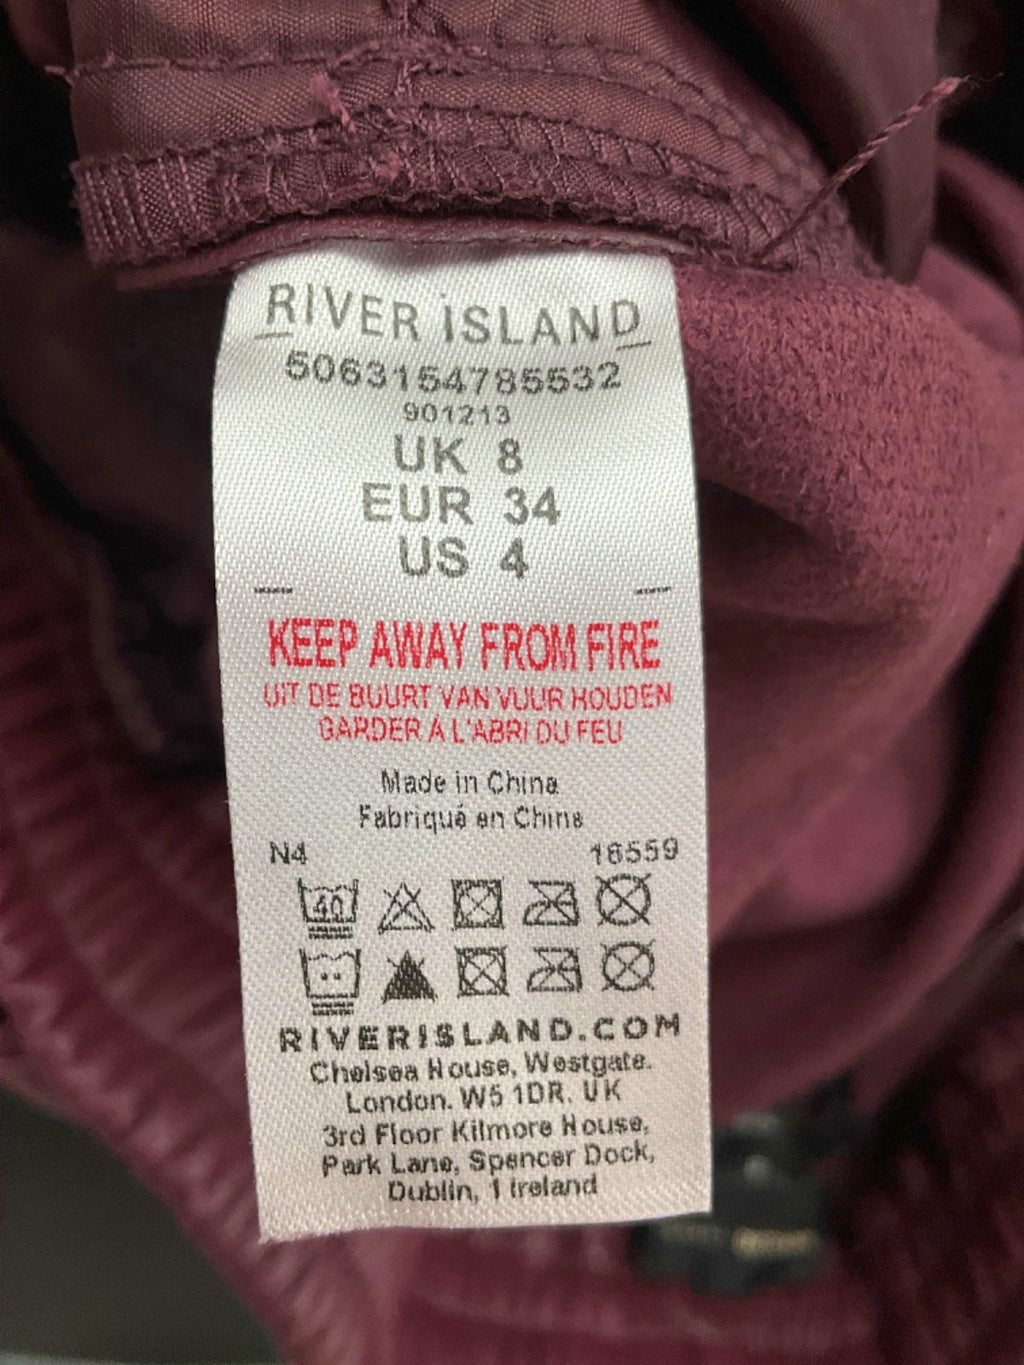 RIVER ISLAND
5063154785532
901213
UK 8
EUR 34
US 4
KEEP AWAY FROM FIRE
UIT DE BUURT VAN VUUR HOUDEN
GARDER À L'ABRI DU FEU
Made in China
Fabriqué en Chine
N4 16559
40
RIVERISLAND.COM
Chelsea House, Westgate.
London. W5 1DR. UK
3rd Floor Kilmore House,
Park Lane, Spencer Dock,
Dublin, 1 Ireland